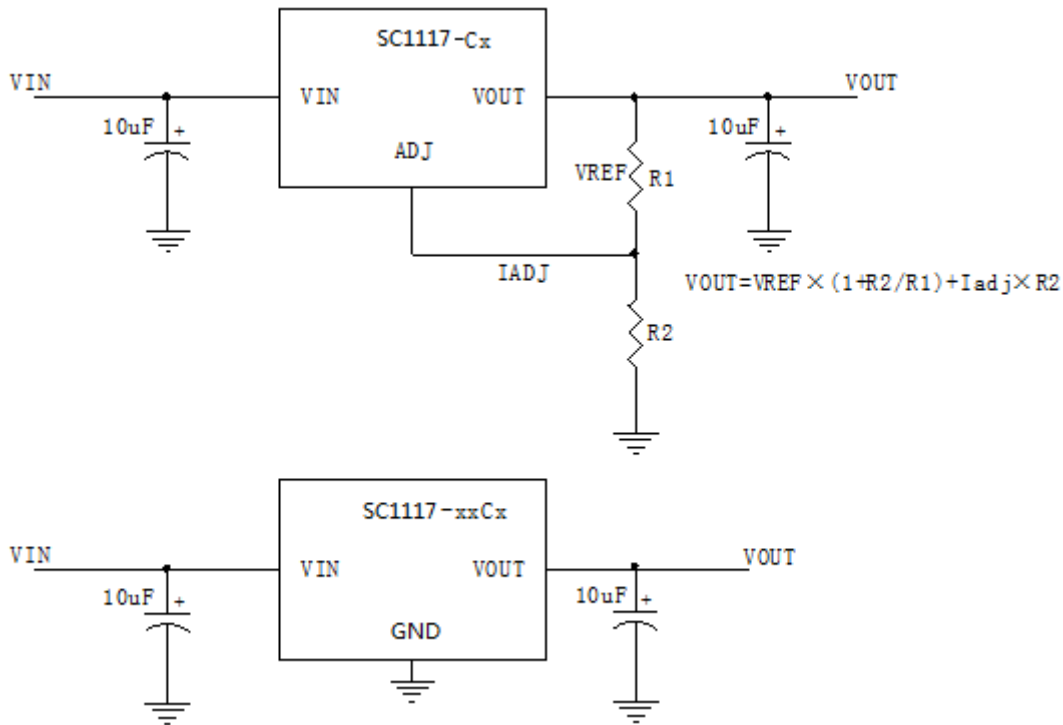 SC1117-Cx
VIN
VIN
VOUT
VOUT
10uF +
10uF +
ADJ
VREF
R1
IADJ
VOUT=VREF×(1+R2/R1)+Iadj×R2
R2
SC1117-xxCx
VIN
VIN
VOUT
VOUT
10uF +
10uF +
GND